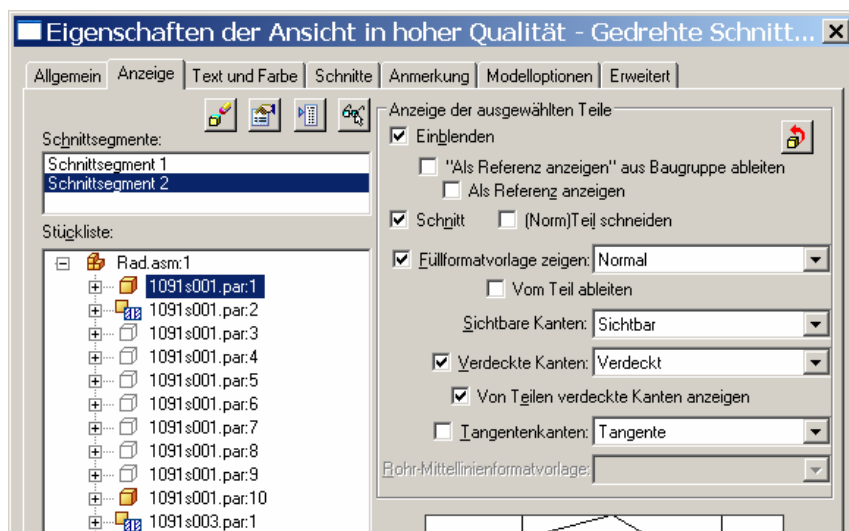 Eigenschaften der Ansicht in hoher Qualität - Gedrehte Schnitt...
Allgemein Anzeige Text und Farbe Schnitte Anmerkung Modelloptionen Erweitert
Schnittsegmente:
Schnittsegment 1
Schnittsegment 2
Stückliste:
Rad.asm:1
1091s001.par:1
1091s001.par:2
1091s001.par:3
1091s001.par:4
1091s001.par:5
1091s001.par:6
1091s001.par:7
1091s001.par:8
1091s001.par:9
1091s001.par:10
1091s003.par:1
Anzeige der ausgewählten Teile
Einblenden
"Als Referenz anzeigen" aus Baugruppe ableiten
Als Referenz anzeigen
Schnitt (Norm)Teil schneiden
Füllformatvorlage zeigen: Normal
Vom Teil ableiten
Sichtbare Kanten: Sichtbar
Verdeckte Kanten: Verdeckt
Von Teilen verdeckte Kanten anzeigen
Tangentenkanten: Tangente
Rohr-Mittellinienformatvorlage: